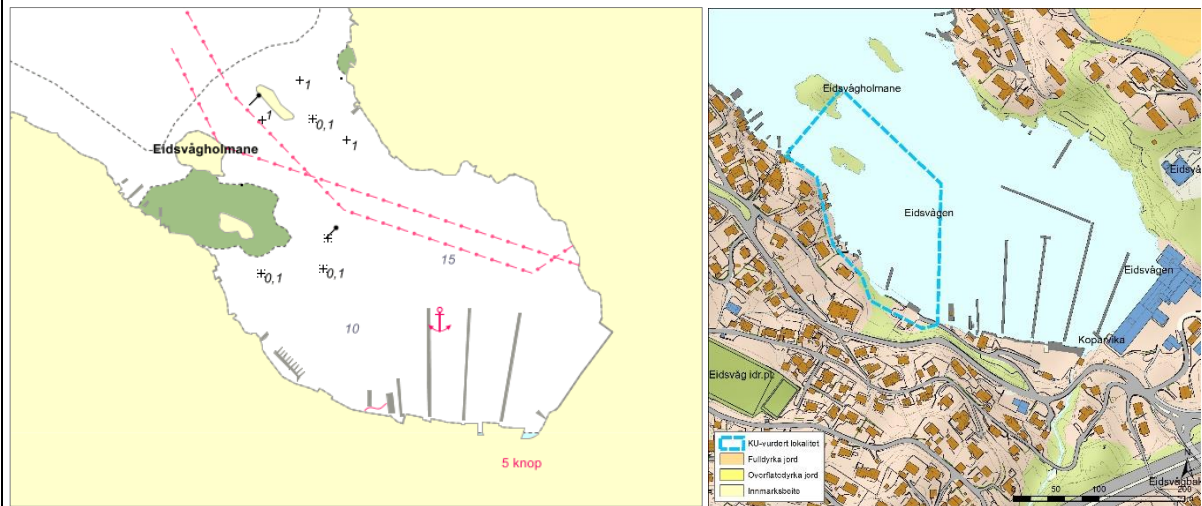 1
1
0,1
1
Eidsvågholmane
15
0,1
0,1
10
5 knop
Eidsvågholmane
Eidsvågen
Eidsvågen
Koparvika
Eidsvåg idr.pl.
KU-vurdert lokalitet
Fulldyrka jord
Overflatedyrka jord
Innmarksbeite
0
50
100
200